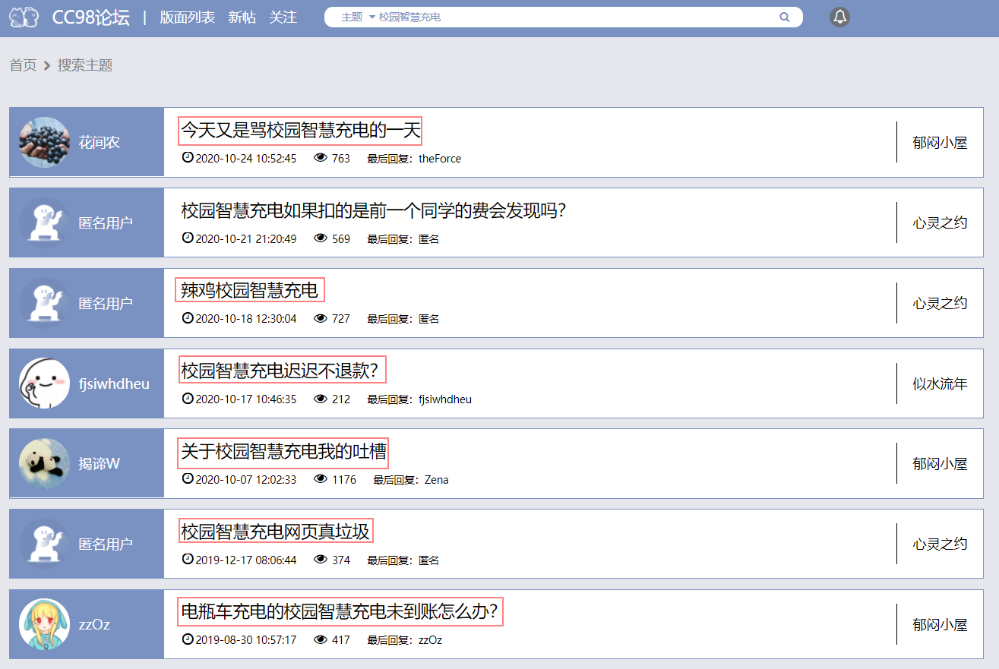 CC98论坛 | 版面列表 新帖 关注 主题 校园智慧充电
首页 搜索主题
花间农
今天又是骂校园智慧充电的一天
2020-10-24 10:52:45 763 最后回复：theForce
郁闷小屋
匿名用户
校园智慧充电如果扣的是前一个同学的费会发现吗？
2020-10-21 21:20:49 569 最后回复：匿名
心灵之约
匿名用户
辣鸡校园智慧充电
2020-10-18 12:30:04 727 最后回复：匿名
心灵之约
fjsiwhdheu
校园智慧充电迟迟不退款？
2020-10-17 10:46:35 212 最后回复：fjsiwhdheu
似水流年
揭谛W
关于校园智慧充电我的吐槽
2020-10-07 12:02:33 1176 最后回复：Zena
郁闷小屋
匿名用户
校园智慧充电网页真垃圾
2019-12-17 08:06:44 374 最后回复：匿名
心灵之约
zzOz
电瓶车充电的校园智慧充电未到账怎么办？
2019-08-30 10:57:17 417 最后回复：zzOz
郁闷小屋